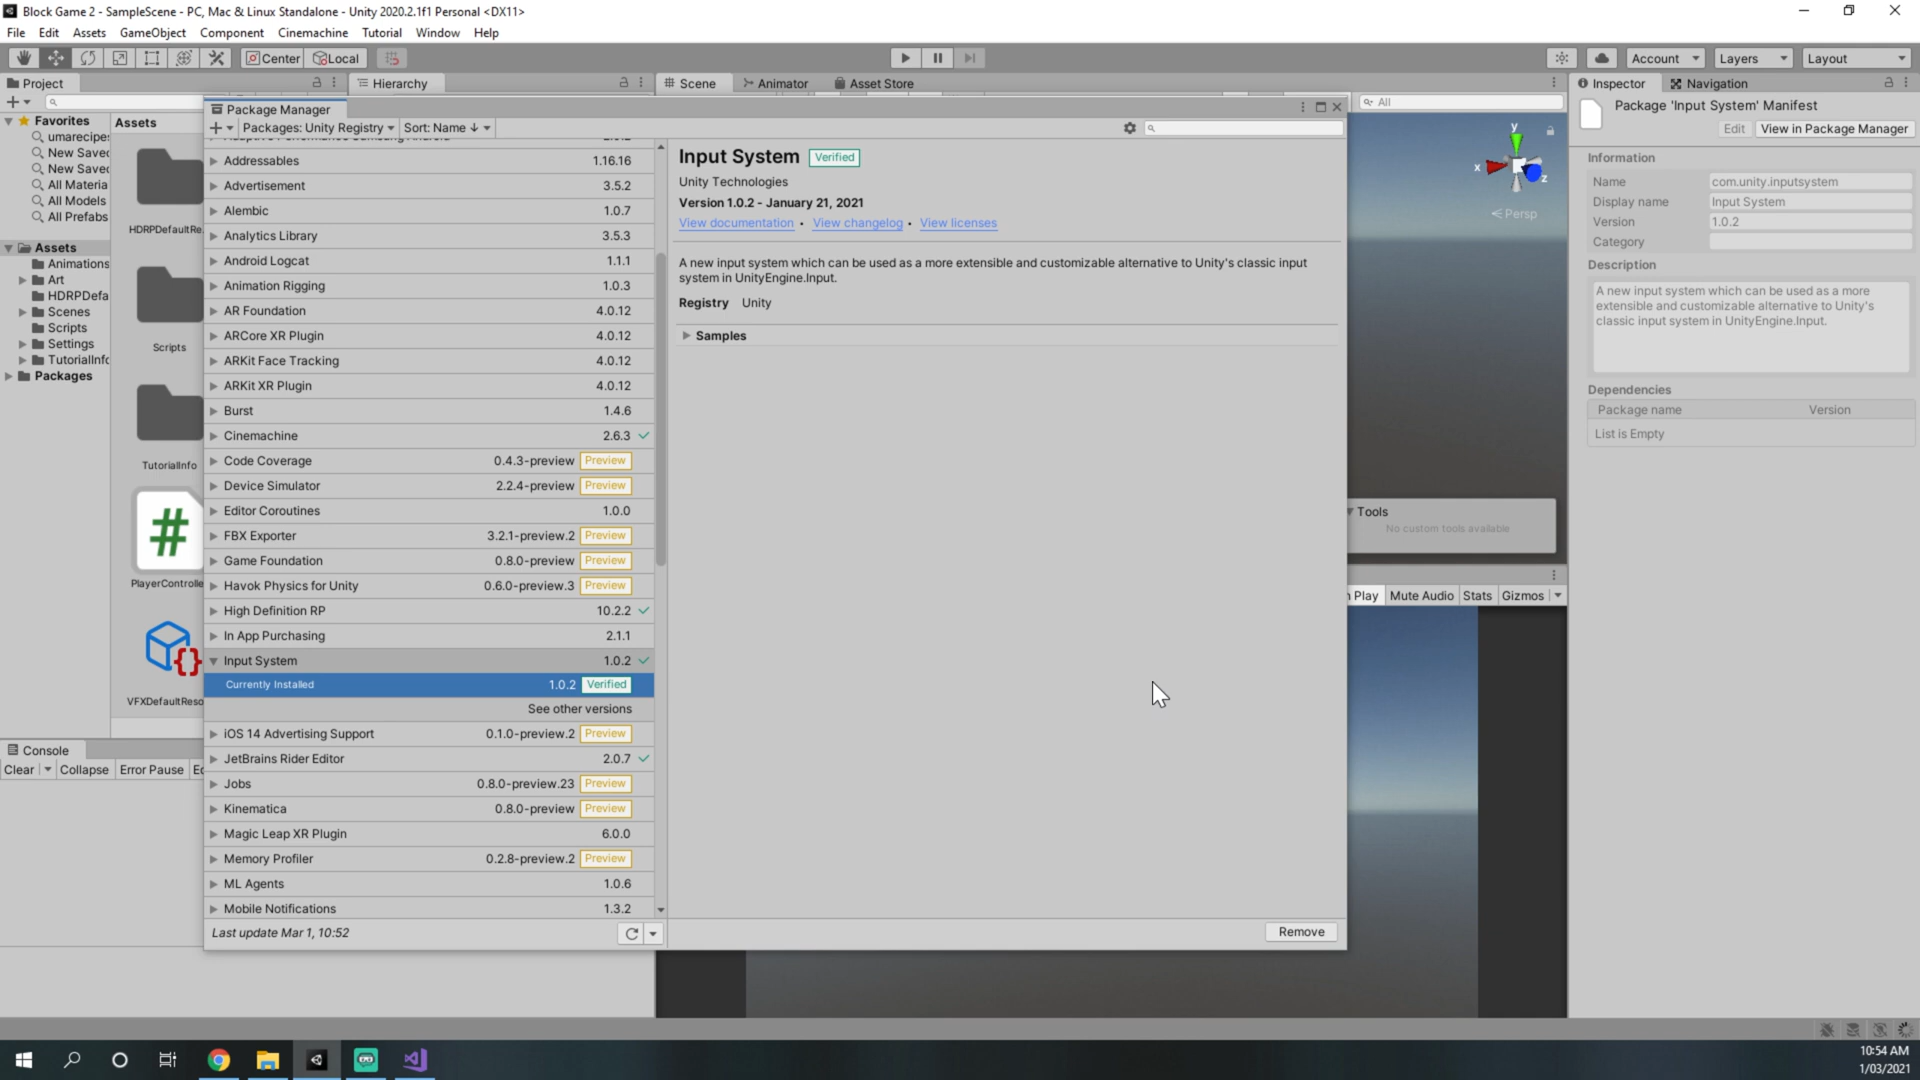 Block Game 2 - SampleScene - PC, Mac & Linux Standalone - Unity 2020.2.1f1 Personal <DX11>
File Edit Assets GameObject Component Cinemachine Tutorial Window Help
Center Local Account Layers Layout
Project Hierarchy Scene Animator Asset Store Inspector Navigation
Package Manager
All
Package 'Input System' Manifest
Edit View in Package Manager
Packages: Unity Registry Sort: Name
Favorites
umarecipe
New Saved
New Saved
All Materia
All Models
All Prefabs
Assets
Animations
Art
HDRPDefa
Scenes
Scripts
Settings
TutorialInfo
Packages
Assets
HDRPDefaultRe
Scripts
TutorialInfo
PlayerControlle
VFXDefaultReso
Addressables 1.16.16
Advertisement 3.5.2
Alembic 1.0.7
Analytics Library 3.5.3
Android Logcat 1.1.1
Animation Rigging 1.0.3
AR Foundation 4.0.12
ARCore XR Plugin 4.0.12
ARKit Face Tracking 4.0.12
ARKit XR Plugin 4.0.12
Burst 1.4.6
Cinemachine 2.6.3
Code Coverage 0.4.3-preview Preview
Device Simulator 2.2.4-preview Preview
Editor Coroutines 1.0.0
FBX Exporter 3.2.1-preview.2 Preview
Game Foundation 0.8.0-preview Preview
Havok Physics for Unity 0.6.0-preview.3 Preview
High Definition RP 10.2.2
In App Purchasing 2.1.1
Input System 1.0.2
Currently Installed 1.0.2 Verified
See other versions
iOS 14 Advertising Support 0.1.0-preview.2 Preview
JetBrains Rider Editor 2.0.7
Jobs 0.8.0-preview.23 Preview
Kinematica 0.8.0-preview Preview
Magic Leap XR Plugin 6.0.0
Memory Profiler 0.2.8-preview.2 Preview
ML Agents 1.0.6
Mobile Notifications 1.3.2
Last update Mar 1, 10:52
Input System Verified
Unity Technologies
Version 1.0.2 - January 21, 2021
View documentation • View changelog • View licenses
A new input system which can be used as a more extensible and customizable alternative to Unity's classic input
system in UnityEngine.Input.
Registry Unity
Samples
Remove
y
x
z
Persp
Tools
No custom tools available
n Play Mute Audio Stats Gizmos
Information
Name com.unity.inputsystem
Display name Input System
Version 1.0.2
Category
Description
A new input system which can be used as a more
extensible and customizable alternative to Unity's
classic input system in UnityEngine.Input.
Dependencies
Package name Version
List is Empty
Console
Clear Collapse Error Pause Ed
10:54 AM
1/03/2021